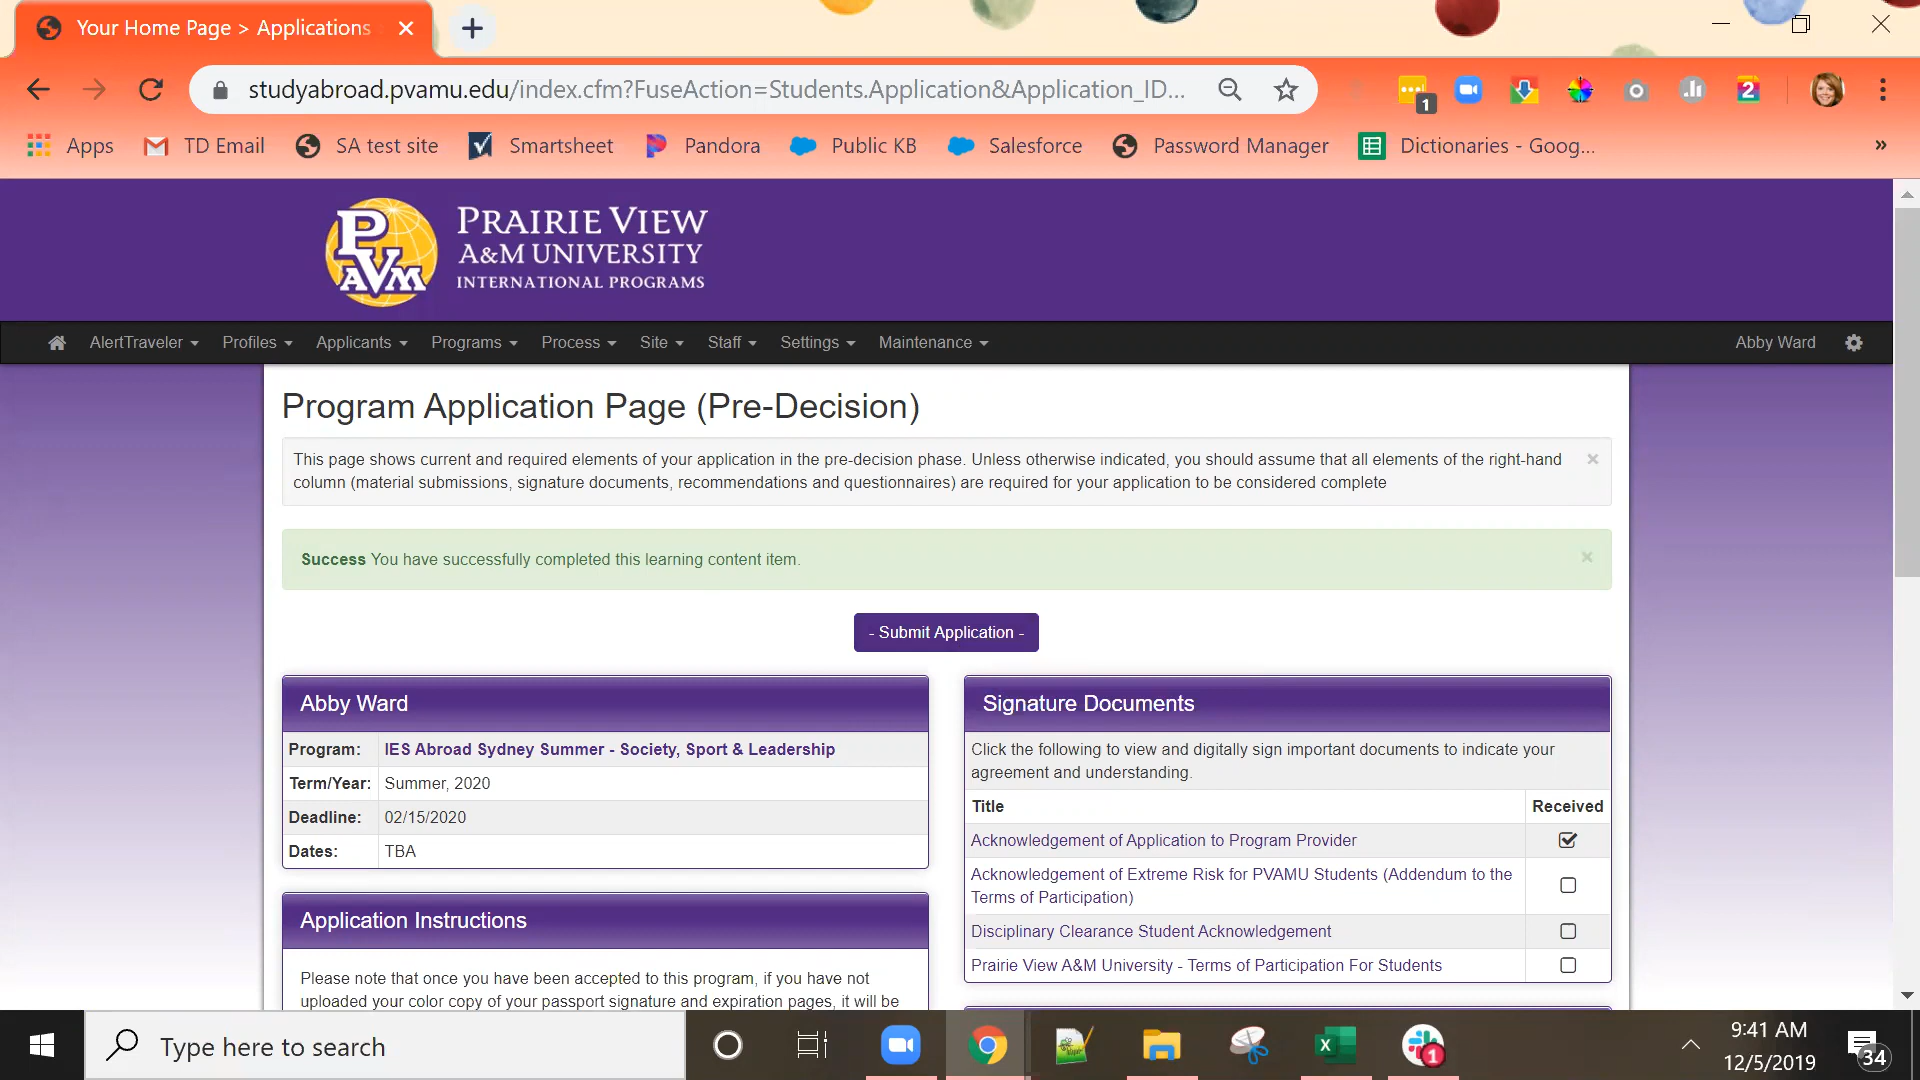 Your Home Page > Applications
studyabroad.pvamu.edu/index.cfm?FuseAction=Students.Application&Application_ID...
1
2
Apps
TD Email
SA test site
Smartsheet
Pandora
Public KB
Salesforce
Password Manager
Dictionaries - Goog...
»
PVAM
PRAIRIE VIEW
A&M UNIVERSITY
INTERNATIONAL PROGRAMS
AlertTraveler
Profiles
Applicants
Programs
Process
Site
Staff
Settings
Maintenance
Abby Ward
Program Application Page (Pre-Decision)
This page shows current and required elements of your application in the pre-decision phase. Unless otherwise indicated, you should assume that all elements of the right-hand
column (material submissions, signature documents, recommendations and questionnaires) are required for your application to be considered complete
Success You have successfully completed this learning content item.
- Submit Application -
Abby Ward
Program: IES Abroad Sydney Summer - Society, Sport & Leadership
Term/Year: Summer, 2020
Deadline: 02/15/2020
Dates: TBA
Application Instructions
Please note that once you have been accepted to this program, if you have not
uploaded your color copy of your passport signature and expiration pages, it will be
Signature Documents
Click the following to view and digitally sign important documents to indicate your
agreement and understanding.
Title Received
Acknowledgement of Application to Program Provider
Acknowledgement of Extreme Risk for PVAMU Students (Addendum to the
Terms of Participation)
Disciplinary Clearance Student Acknowledgement
Prairie View A&M University - Terms of Participation For Students
Type here to search
1
9:41 AM
12/5/2019
34